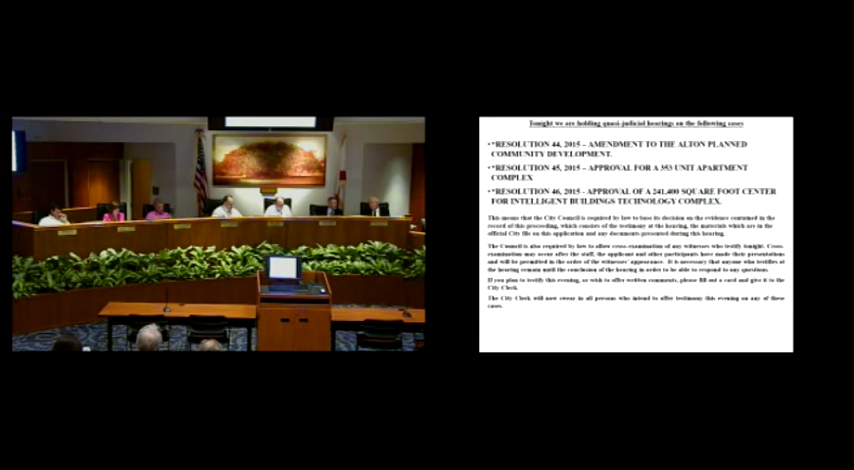 Tonight we are holding quasi-judicial hearings on the following cases
• *RESOLUTION 44, 2015 – AMENDMENT TO THE ALTON PLANNED
COMMUNITY DEVELOPMENT.
• *RESOLUTION 45, 2015 – APPROVAL FOR A 353 UNIT APARTMENT
COMPLEX
• *RESOLUTION 46, 2015 - APPROVAL OF A 241,400 SQUARE FOOT CENTER
FOR INTELLIGENT BUILDINGS TECHNOLOGY COMPLEX.
This means that the City Council is required by law to base its decision on the evidence contained in the
record of this proceeding, which consists of the testimony at the hearing, the materials which are in the
official City file on this application and any documents presented during this hearing.
The Council is also required by law to allow cross-examination of any witnesses who testify tonight. Cross-
examination may occur after the staff, the applicant and other participants have made their presentations
and will be permitted in the order of the witnesses' appearance. It is necessary that anyone who testifies at
the hearing remain until the conclusion of the hearing in order to be able to respond to any questions.
If you plan to testify this evening, or wish to offer written comments, please fill out a card and give it to the
City Clerk.
The City Clerk will now swear in all persons who intend to offer testimony this evening on any of these
cases.